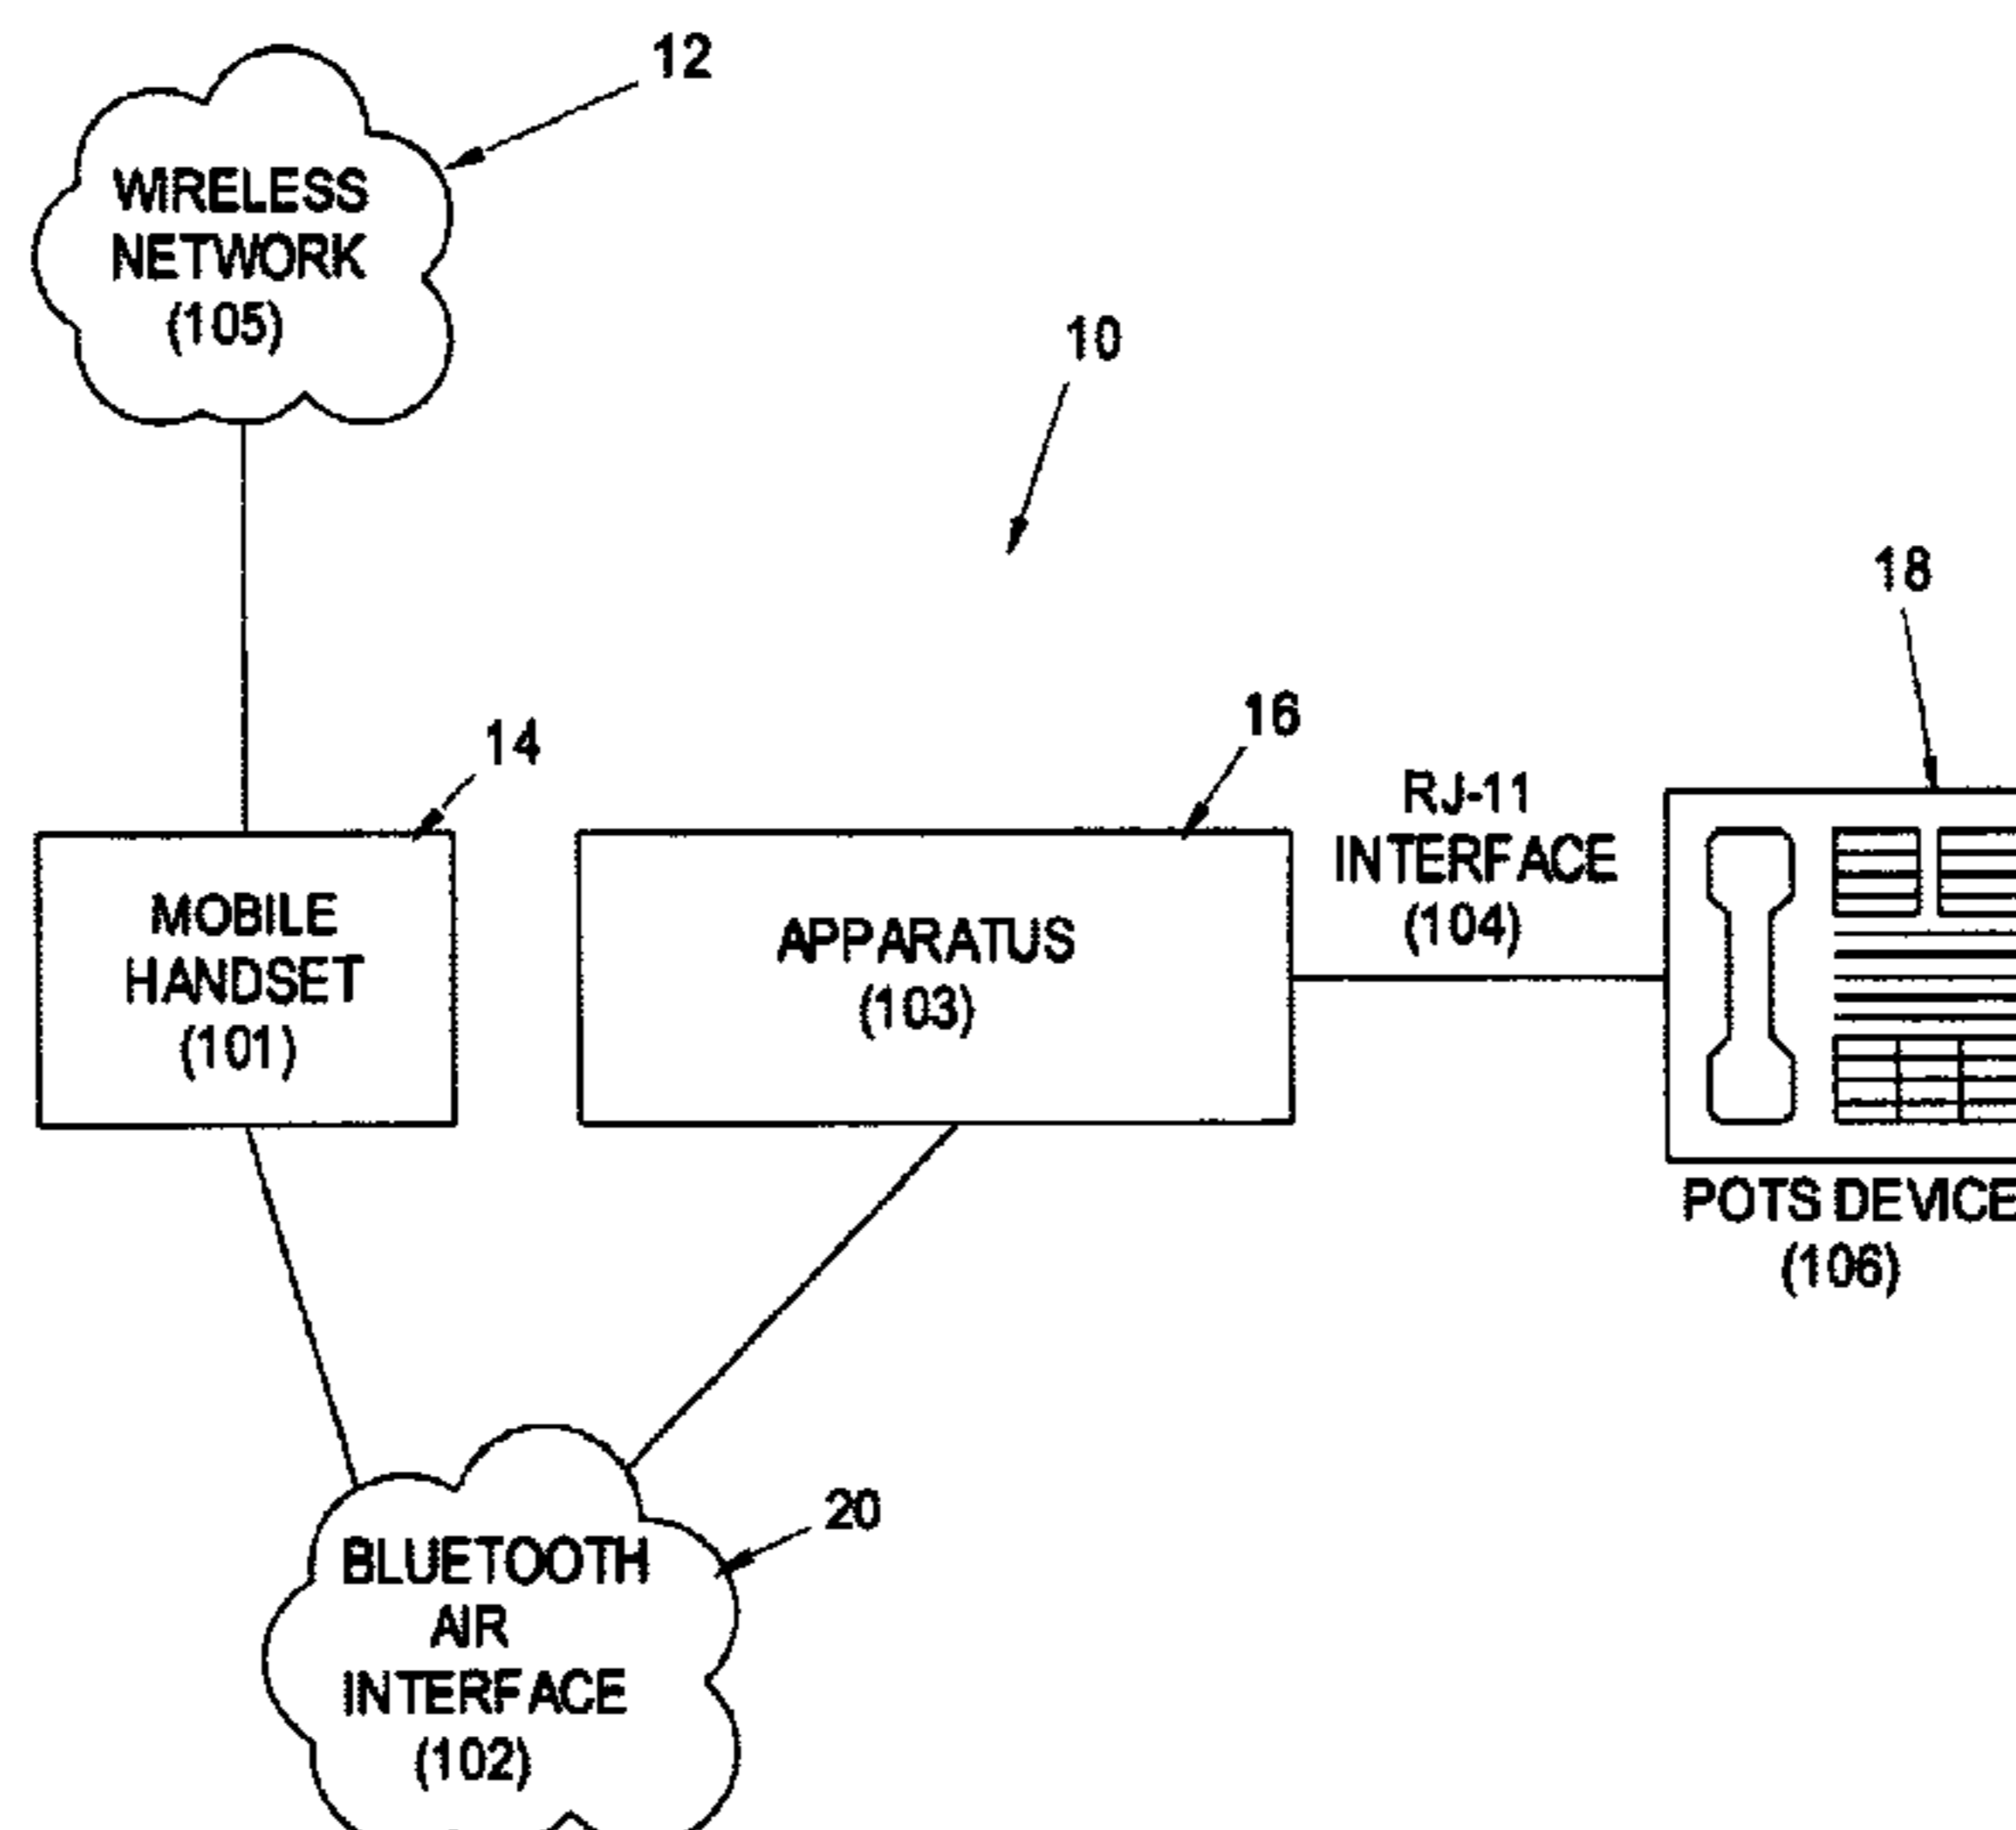 12
WIRELESS
NETWORK
(105)
10
18
14
16
RJ-11
INTERFACE
(104)
MOBILE
HANDSET
(101)
APPARATUS
(103)
POTS DEVICE
(106)
20
BLUETOOTH
AIR
INTERFACE
(102)